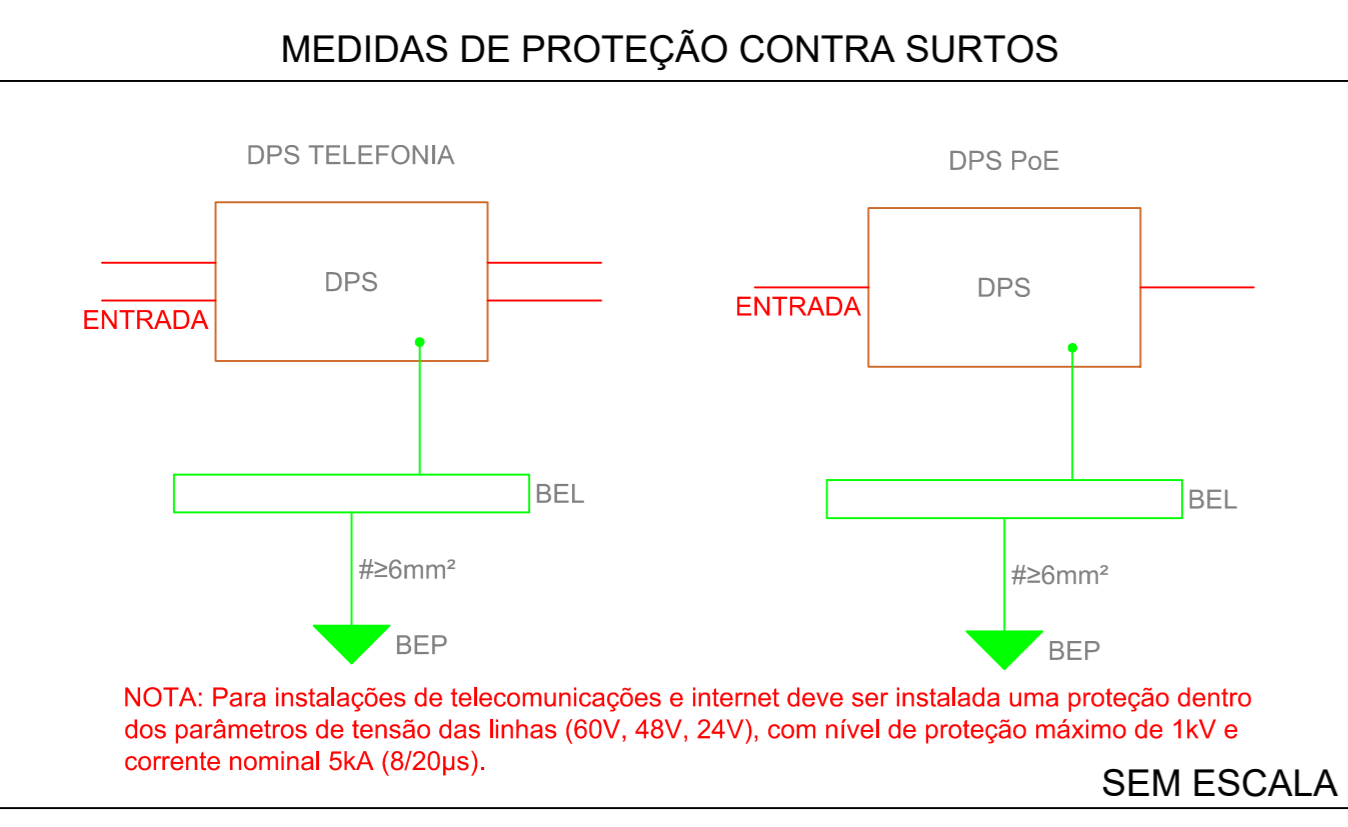 MEDIDAS DE PROTEÇÃO CONTRA SURTOS
DPS TELEFONIA
DPS
ENTRADA
BEL
#≥6mm²
BEP
DPS PoE
DPS
ENTRADA
BEL
#≥6mm²
BEP
NOTA: Para instalações de telecomunicações e internet deve ser instalada uma proteção dentro
dos parâmetros de tensão das linhas (60V, 48V, 24V), com nível de proteção máximo de 1kV e
corrente nominal 5kA (8/20µs).
SEM ESCALA